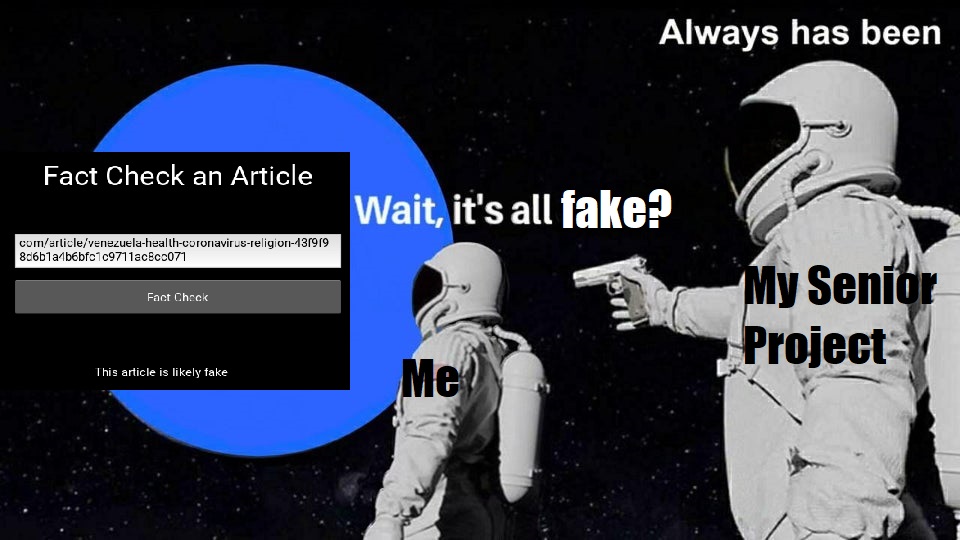 Always has been
Fact Check an Article
Wait, it's all fake?
com/article/venezuela-health-coronavirus-religion-43f9f9
8d6b1a4b6bfc1c9711ac8cc071
Fact Check
My Senior
Project
Me
This article is likely fake